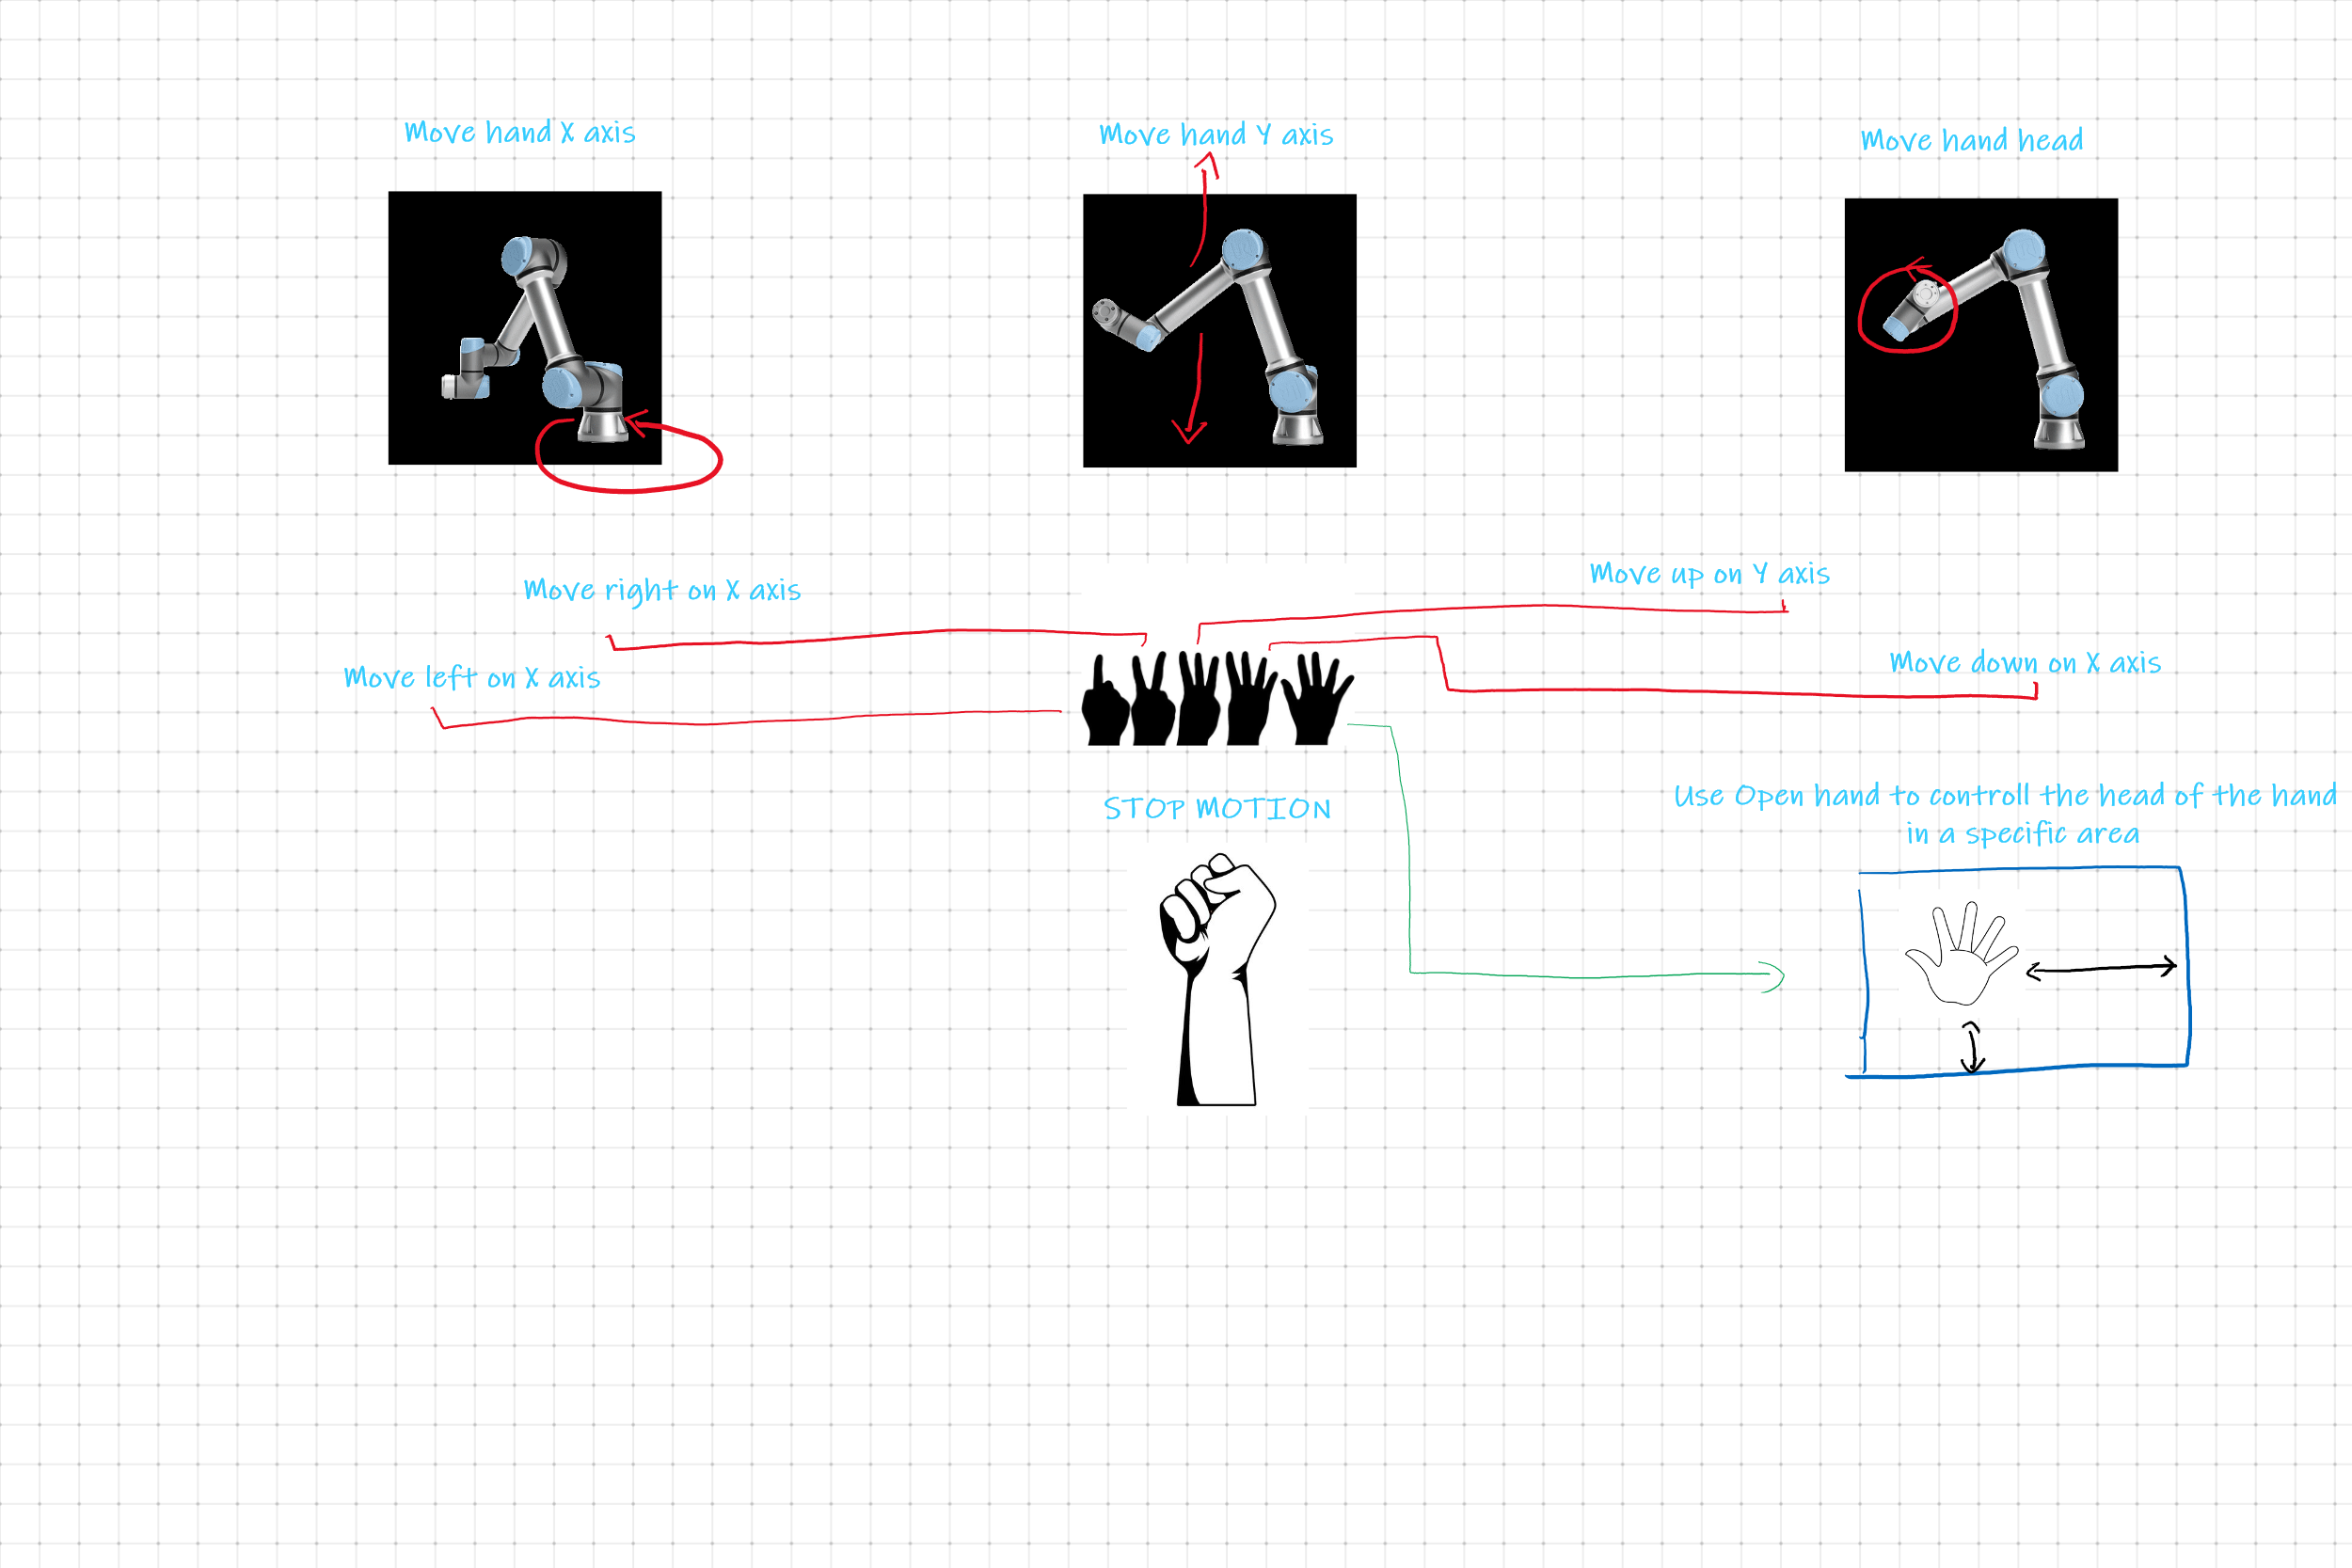 Move hand X axis
Move hand Y axis
Move hand head
Move right on X axis
Move up on Y axis
Move left on X axis
Move down on X axis
STOP MOTION
Use Open hand to controll the head of the hand
in a specific area